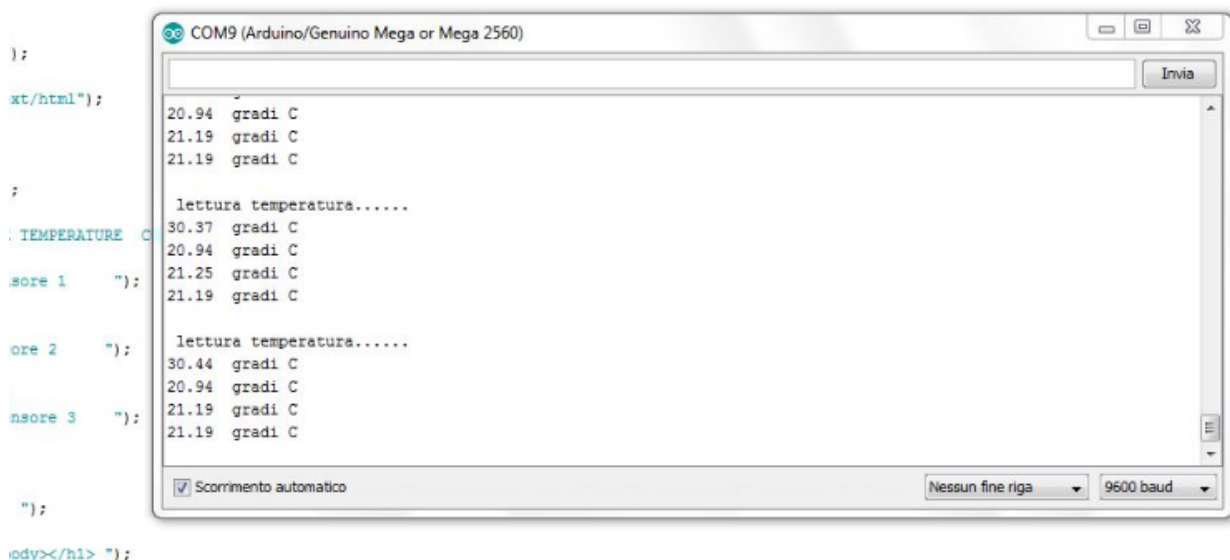 COM9 (Arduino/Genuino Mega or Mega 2560)
);
Invia
xt/html");
20.94 gradi C
21.19 gradi C
21.19 gradi C
;
lettura temperatura......
30.37 gradi C
TEMPERATURE C
20.94 gradi C
sore 1 ");
21.25 gradi C
21.19 gradi C
lettura temperatura......
ore 2 ");
30.44 gradi C
20.94 gradi C
nsore 3 ");
21.19 gradi C
21.19 gradi C
Scorrimento automatico
Nessun fine riga
9600 baud
");
ody></h1> ");